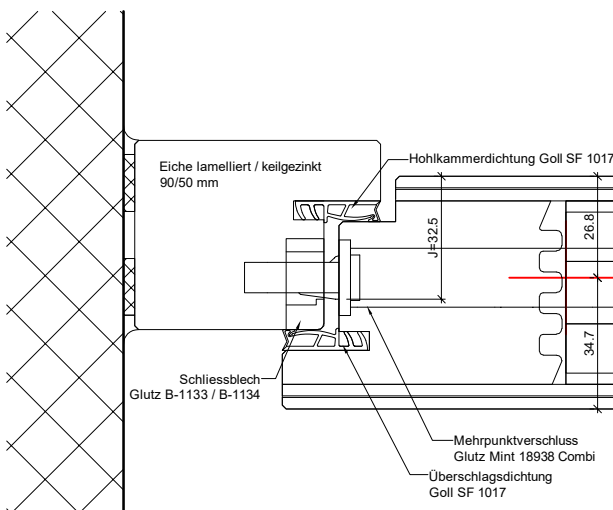 Eiche lamelliert / keilgezinkt
90/50 mm
Hohlkammerdichtung Goll SF 1017
J=32.5
26.8
34.7
Schliessblech
Glutz B-1133 / B-1134
Mehrpunktverschluss
Glutz Mint 18938 Combi
Überschlagsdichtung
Goll SF 1017